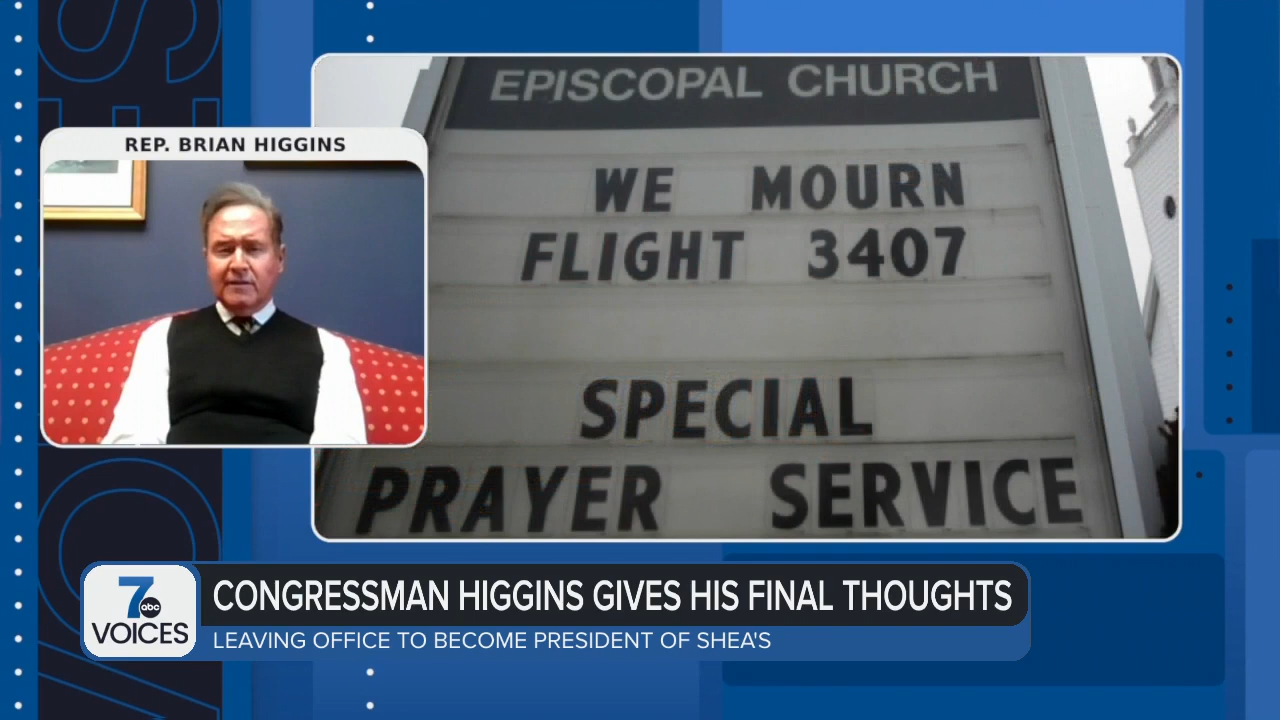 REP. BRIAN HIGGINS
EPISCOPAL CHURCH
WE MOURN
FLIGHT 3407
SPECIAL
PRAYER SERVICE
7
abc
VOICES
CONGRESSMAN HIGGINS GIVES HIS FINAL THOUGHTS
LEAVING OFFICE TO BECOME PRESIDENT OF SHEA'S